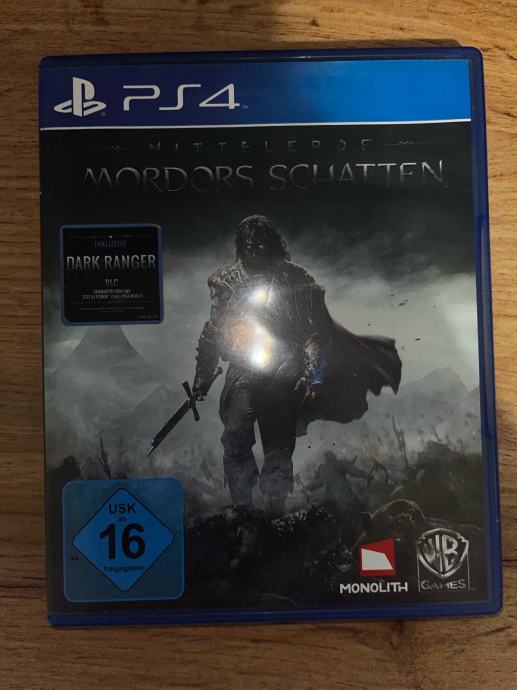 PS4
MITTELERDE
MORDORS SCHATTEN
INKLUSIVE
DARK RANGER
DLC
USK
ab
16
freigegeben
MONOLITH
WB
GAMES